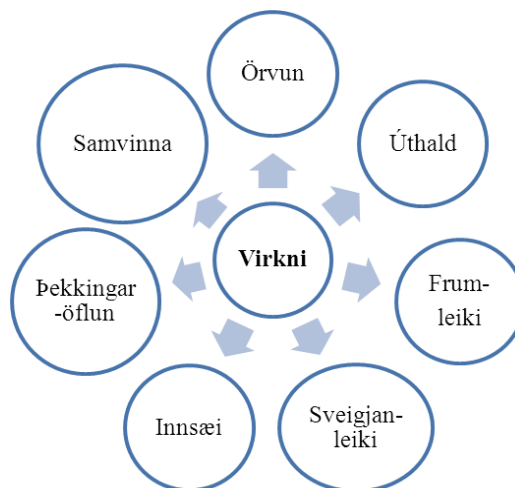 Örvun
Samvinna
Úthald
Virkni
Þekkingar
-öflun
Frum-
leiki
Innsæi
Sveigjan-
leiki